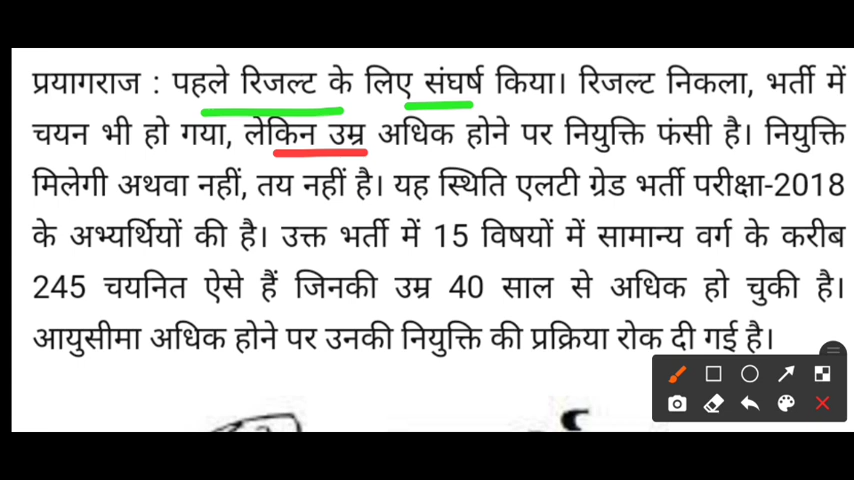 प्रयागराज : पहले रिजल्ट के लिए संघर्ष किया। रिजल्ट निकला, भर्ती में
चयन भी हो गया, लेकिन उम्र अधिक होने पर नियुक्ति फंसी है। नियुक्ति
मिलेगी अथवा नहीं, तय नहीं है। यह स्थिति एलटी ग्रेड भर्ती परीक्षा-2018
के अभ्यर्थियों की है। उक्त भर्ती में 15 विषयों में सामान्य वर्ग के करीब
245 चयनित ऐसे हैं जिनकी उम्र 40 साल से अधिक हो चुकी है।
आयुसीमा अधिक होने पर उनकी नियुक्ति की प्रक्रिया रोक दी गई है।